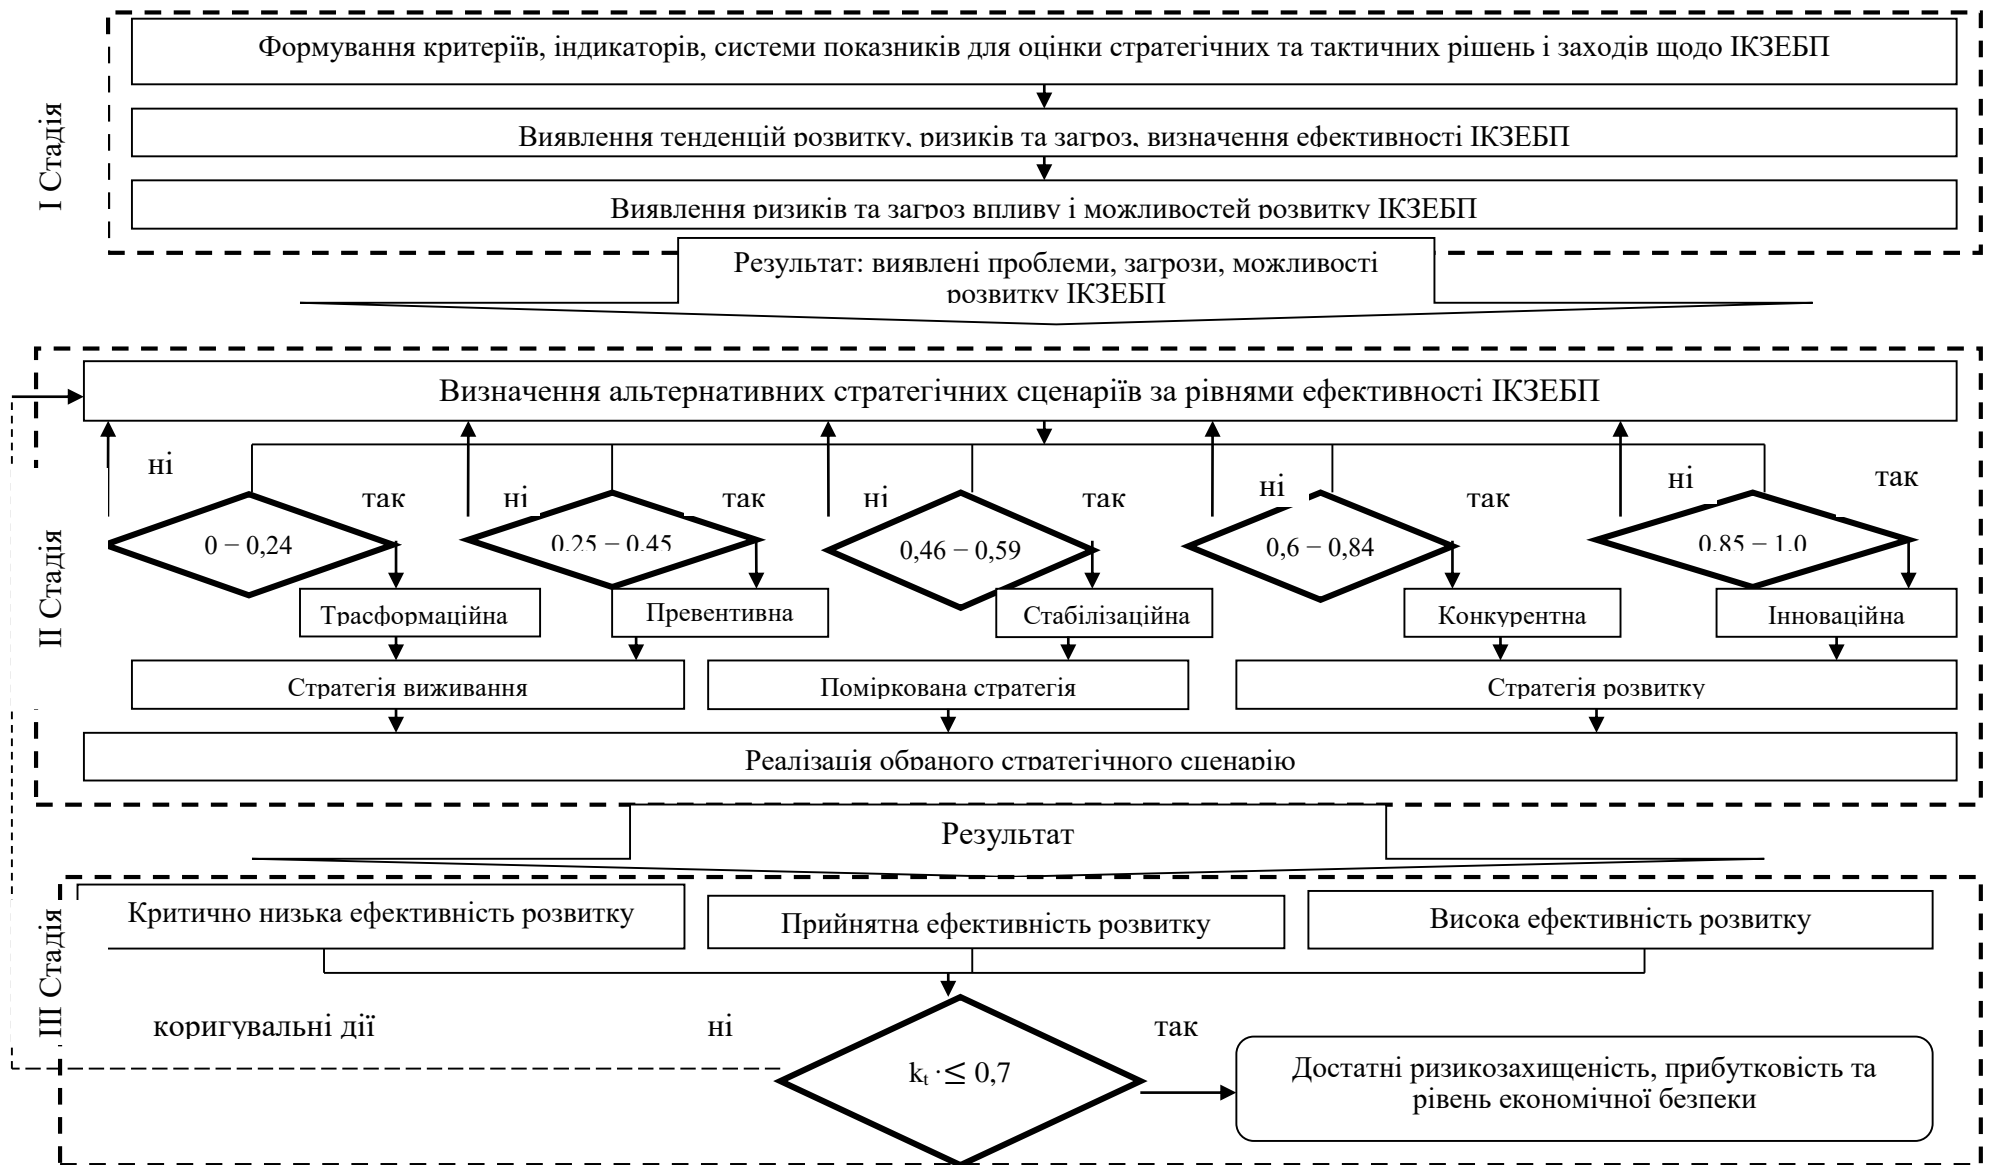 I Стадія
Формування критеріїв, індикаторів, системи показників для оцінки стратегічних та тактичних рішень і заходів щодо ІКЗЕБП
Виявлення тенденцій розвитку, ризиків та загроз, визначення ефективності ІКЗЕБП
Виявлення ризиків та загроз впливу і можливостей розвитку ІКЗЕБП
Результат: виявлені проблеми, загрози, можливості
розвитку ІКЗЕБП
II Стадія
Визначення альтернативних стратегічних сценаріїв за рівнями ефективності ІКЗЕБП
ні
так
ні
так
ні
так
ні
так
ні
так
0 – 0,24
0,25 – 0,45
0,46 – 0,59
0,6 – 0,84
0,85 – 1,0
Трасформаційна
Превентивна
Стабілізаційна
Конкурентна
Інноваційна
Стратегія виживання
Поміркована стратегія
Стратегія розвитку
Реалізація обраного стратегічного сценарію
Результат
III Стадія
Критично низька ефективність розвитку
Прийнятна ефективність розвитку
Висока ефективність розвитку
коригувальні дії
ні
так
kt ·≤ 0,7
Достатні ризикозахищеність, прибутковість та
рівень економічної безпеки